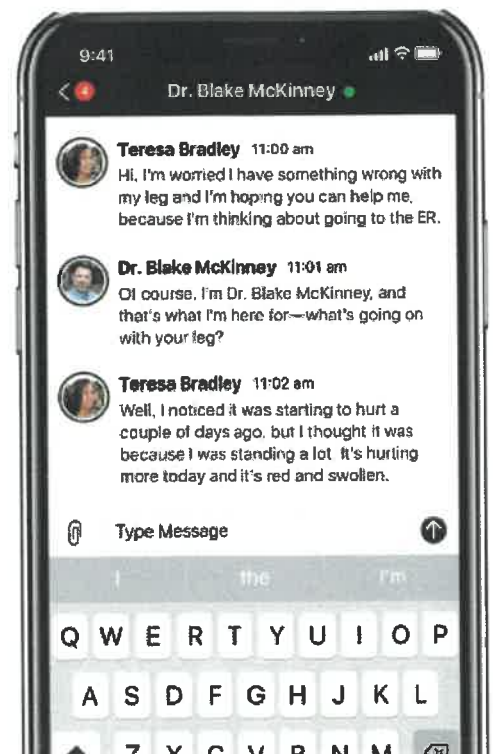 9:41
4
Dr. Blake McKinney
Teresa Bradley 11:00 am
Hi, I'm worried I have something wrong with
my leg and I'm hoping you can help me,
because I'm thinking about going to the ER.
Dr. Blake McKinney 11:01 am
Of course, I'm Dr. Blake McKinney, and
that's what I'm here for—what's going on
with your leg?
Teresa Bradley 11:02 am
Well, I noticed it was starting to hurt a
couple of days ago, but I thought it was
because I was standing a lot. It's hurting
more today and it's red and swollen.
Type Message
I the I'm
Q W E R T Y U I O P
A S D F G H J K L
Z X C V B N M